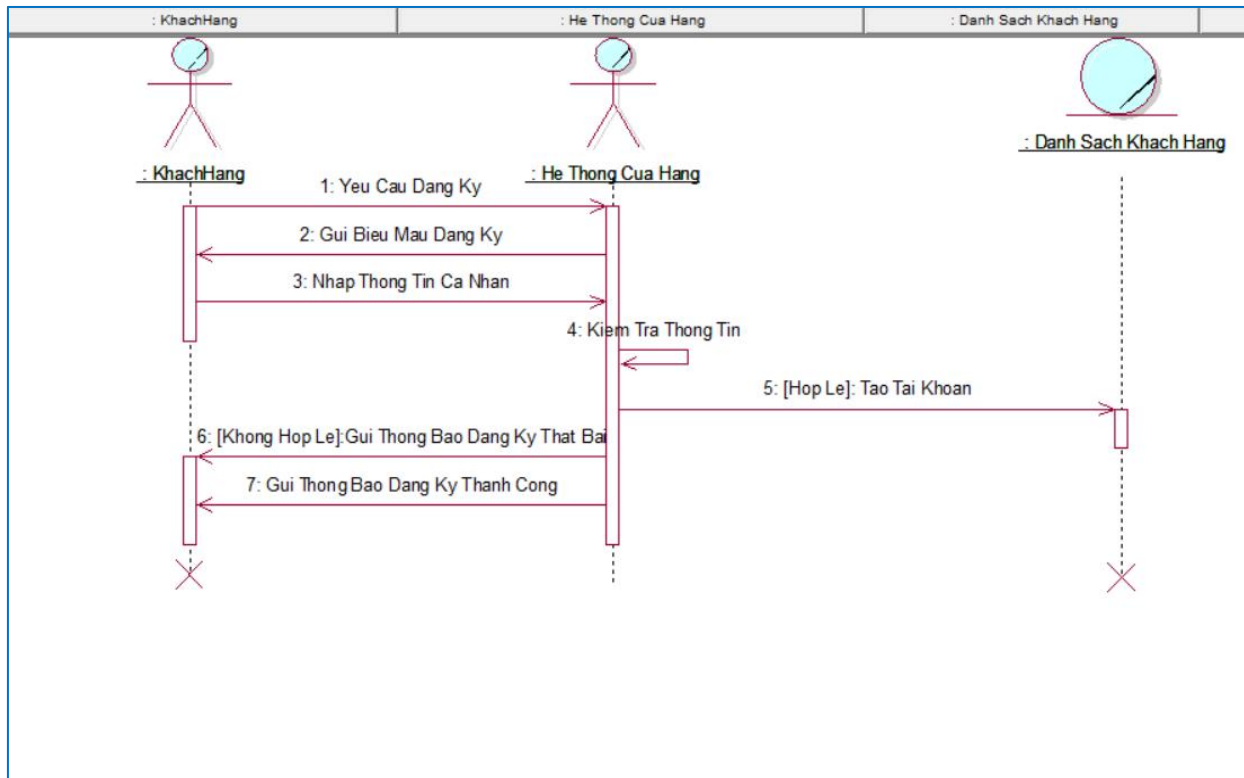 : KhachHang
: He Thong Cua Hang
: Danh Sach Khach Hang
: KhachHang
: He Thong Cua Hang
: Danh Sach Khach Hang
1: Yeu Cau Dang Ky
2: Gui Bieu Mau Dang Ky
3: Nhap Thong Tin Ca Nhan
4: Kiem Tra Thong Tin
5: [Hop Le]: Tao Tai Khoan
6: [Khong Hop Le]:Gui Thong Bao Dang Ky That Bai
7: Gui Thong Bao Dang Ky Thanh Cong